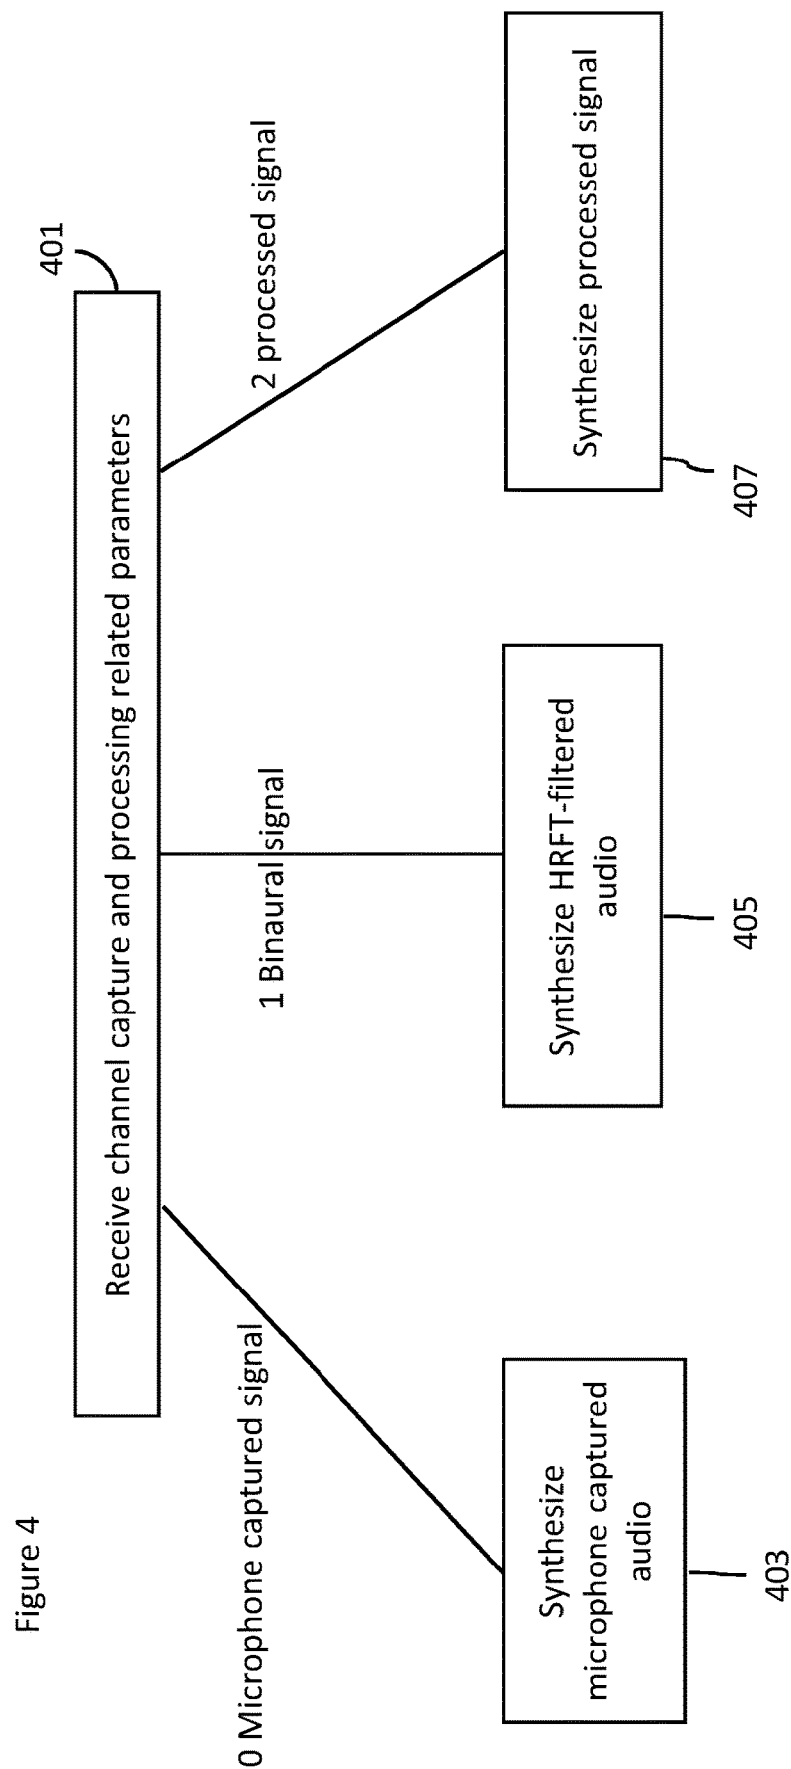 Figure 4
401
Receive channel capture and processing related parameters
0 Microphone captured signal
1 Binaural signal
2 processed signal
Synthesize
microphone captured
audio
403
Synthesize HRFT-filtered
audio
405
Synthesize processed signal
407